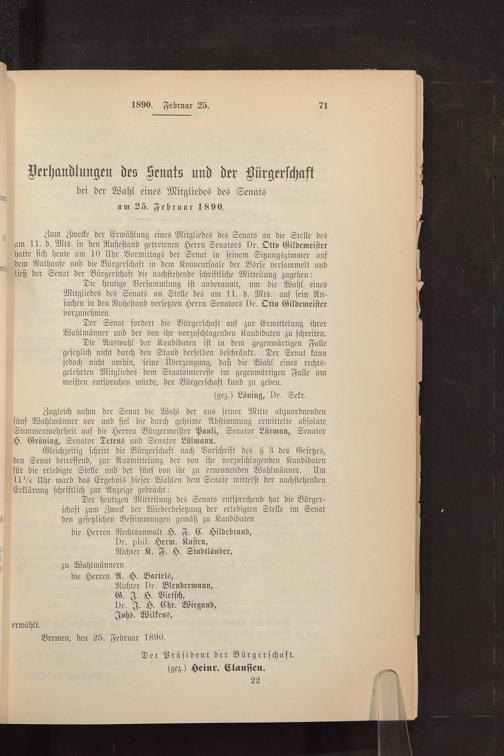 1890. Februar 25.
71
Verhandlungen des Senats und der Bürgerschaft
bei der Wahl eines Mitgliedes des Senats
am 25. Februar 1890.
Zum Zwecke der Erwählung eines Mitgliedes des Senats an die Stelle des
am 11. d. Mts. in den Ruhestand getretenen Herrn Senators Dr. Otto Gildemeister
hatte sich heute um 10 Uhr Vormittags der Senat in seinem Sitzungszimmer auf
dem Rathause und die Bürgerschaft in dem Konventsaale der Börse versammelt und
ließ der Senat der Bürgerschaft die nachstehende schriftliche Mitteilung zugehen:
Die heutige Versammlung ist anberaumt, um die Wahl eines
Mitgliedes des Senats an Stelle des am 11. d. Mts. auf sein An-
suchen in den Ruhestand versetzten Herrn Senators Dr. Otto Gildemeister
vorzunehmen.
Der Senat fordert die Bürgerschaft auf zur Ermittelung ihrer
Wahlmänner und der von ihr vorzuschlagenden Kandidaten zu schreiten.
Die Auswahl der Kandidaten ist in dem gegenwärtigen Falle
gesetzlich nicht durch den Stand derselben beschränkt. Der Senat kann
jedoch nicht umhin, seine Überzeugung, daß die Wahl eines rechts-
gelehrten Mitgliedes dem Staatsinteresse im gegenwärtigen Falle am
meisten entsprechen würde, der Bürgerschaft kund zu geben.
(gez.) Löning, Dr. Sekr.
Zugleich nahm der Senat die Wahl der aus seiner Mitte abzuordnenden
fünf Wahlmänner vor und fiel die durch geheime Abstimmung ermittelte absolute
Stimmenmehrheit auf die Herren Bürgermeister Pauli, Senator Lürman, Senator
H. Gröning, Senator Tetens und Senator Lülmann.
Gleichzeitig schritt die Bürgerschaft nach Vorschrift des § 3 des Gesetzes,
den Senat betreffend, zur Ausmittelung der von ihr vorzuschlagenden Kandidaten
für die erledigte Stelle und der fünf von ihr zu ernennenden Wahlmänner. Um
11¼ Uhr ward das Ergebnis dieser Wahlen dem Senate mittelst der nachstehenden
Erklärung schriftlich zur Anzeige gebracht:
Der heutigen Mitteilung des Senats entsprechend hat die Bürger-
schaft zum Zweck der Wiederbesetzung der erledigten Stelle im Senat
den gesetzlichen Bestimmungen gemäß zu Kandidaten
die Herren Rechtsanwalt H. F. C. Hildebrand,
Dr. phil. Herm. Kasten,
Richter K. F. H. Stadtländer,
zu Wahlmännern
die Herren A. H. Bartels,
Richter Dr. Blendermann,
G. J. H. Vietsch,
Dr. J. H. Chr. Wiegand,
Johs. Wilkens,
erwählt.
Bremen, den 25. Februar 1890.
Der Präsident der Bürgerschaft.
(gez.) Heinr. Claussen.
22